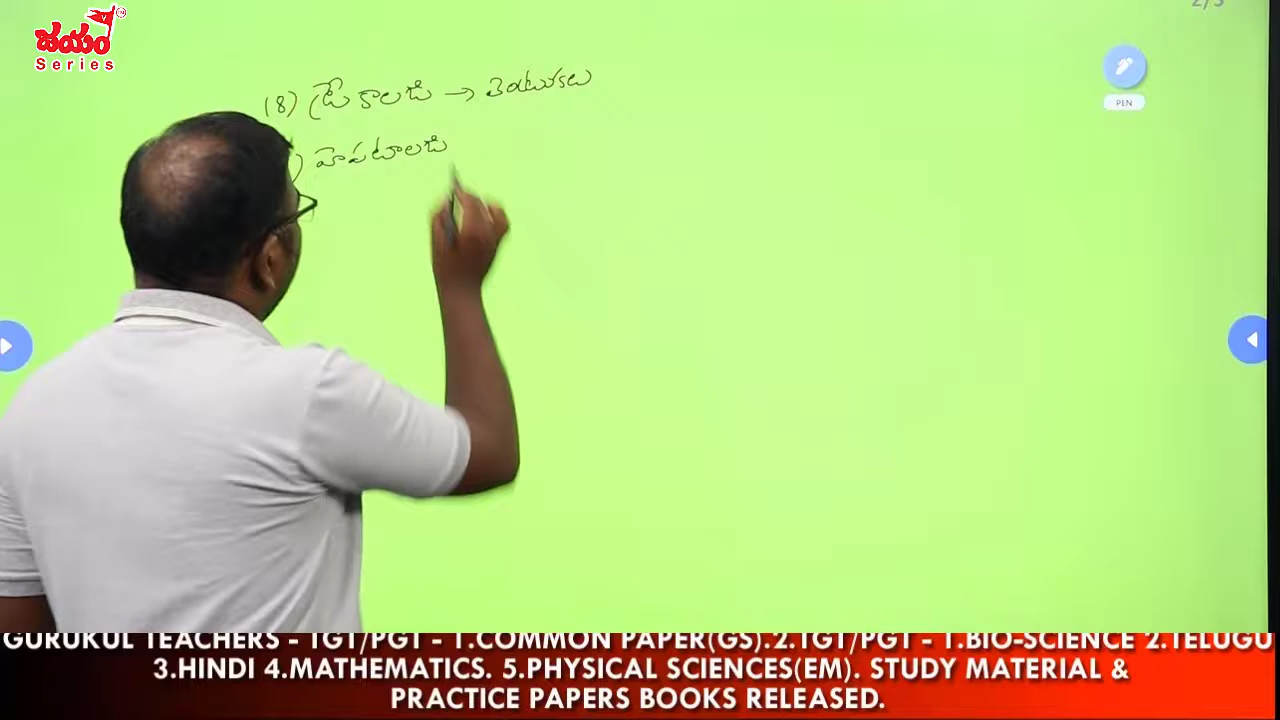 జయం
Series
2/3
PEN
(8) ట్రైకాలజి → వెంట్రుకలు
) హెపటాలజి
GURUKUL TEACHERS - TGT/PGT - 1.COMMON PAPER(GS).2.TGT/PGT - 1.BIO-SCIENCE 2.TELUGU
3.HINDI 4.MATHEMATICS. 5.PHYSICAL SCIENCES(EM). STUDY MATERIAL &
PRACTICE PAPERS BOOKS RELEASED.